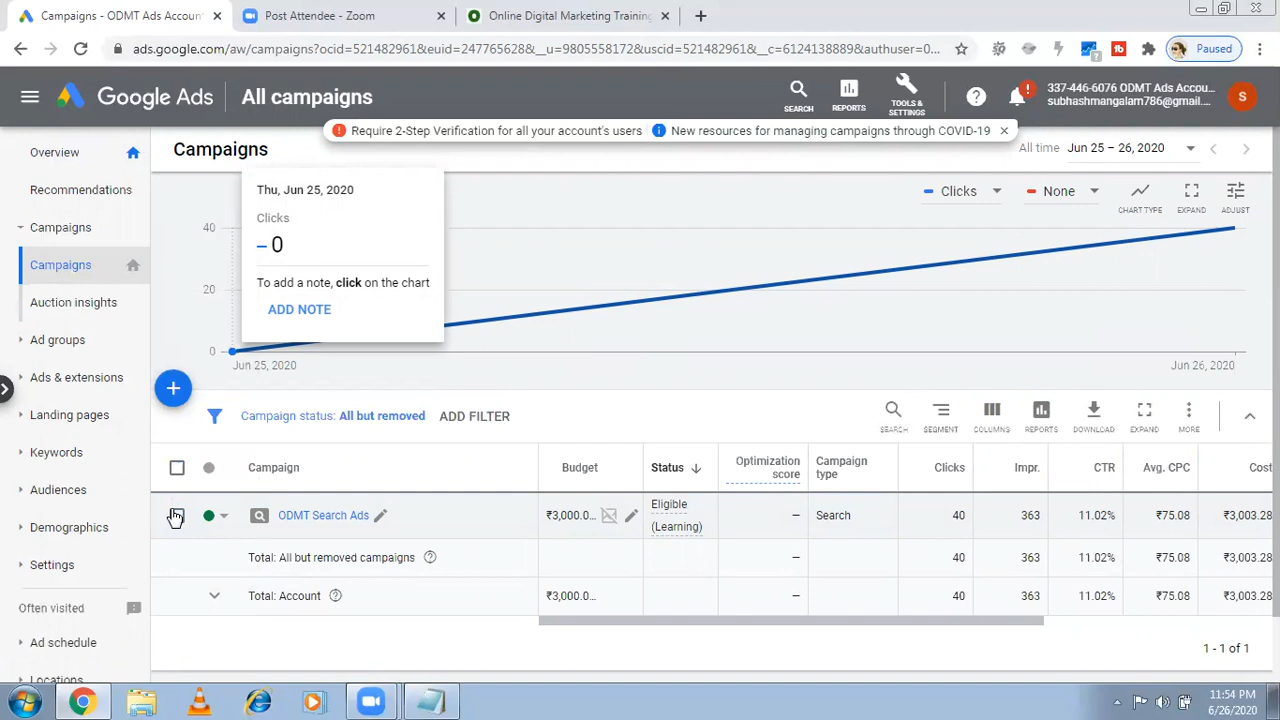 Campaigns - ODMT Ads Accoun
Post Attendee - Zoom
Online Digital Marketing Training
ads.google.com/aw/campaigns?ocid=521482961&euid=247765628&__u=9805558172&uscid=521482961&__c=6124138889&authuser=0...
Paused
Google Ads
All campaigns
SEARCH
REPORTS
TOOLS &
SETTINGS
337-446-6076 ODMT Ads Accou...
subhashmangalam786@gmail....
S
Require 2-Step Verification for all your account's users
New resources for managing campaigns through COVID-19
Overview
Recommendations
Campaigns
Campaigns
Auction insights
Ad groups
Ads & extensions
Landing pages
Keywords
Audiences
Demographics
Settings
Often visited
Ad schedule
Locations
Campaigns
All time
Jun 25 – 26, 2020
Thu, Jun 25, 2020
Clicks
– 0
To add a note, click on the chart
ADD NOTE
Clicks
None
CHART TYPE
EXPAND
ADJUST
40
20
0
Jun 25, 2020
Jun 26, 2020
Campaign status: All but removed
ADD FILTER
SEARCH
SEGMENT
COLUMNS
REPORTS
DOWNLOAD
EXPAND
MORE
Campaign
Budget
Status
Optimization
score
Campaign
type
Clicks
Impr.
CTR
Avg. CPC
Cost
ODMT Search Ads
₹3,000.0...
Eligible
(Learning)
–
Search
40
363
11.02%
₹75.08
₹3,003.28
Total: All but removed campaigns
–
40
363
11.02%
₹75.08
₹3,003.28
Total: Account
₹3,000.0...
–
40
363
11.02%
₹75.08
₹3,003.28
1 - 1 of 1
11:54 PM
6/26/2020